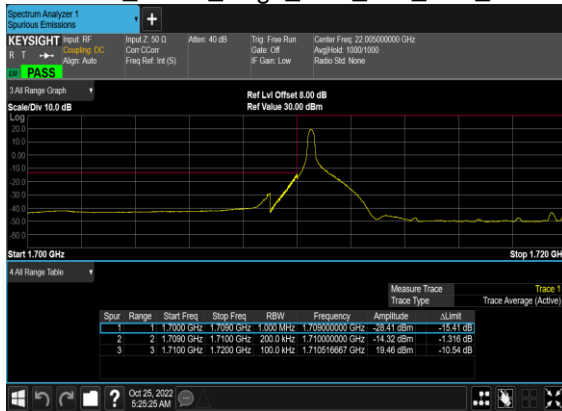 Spectrum Analyzer 1
Spurious Emissions
+
KEYSIGHT Input: RF Input Z: 50 Ω Atten: 40 dB Trig: Free Run Center Freq: 22.005000000 GHz
R T Coupling: DC Corr CCorr Gate: Off Avg|Hold: 1000/1000
Align: Auto Freq Ref: Int (S) IF Gain: Low Radio Std: None
PASS
3 All Range Graph
Ref Lvl Offset 8.00 dB
Scale/Div 10.0 dB Ref Value 30.00 dBm
Log
20.0
10.0
0.00
-10.0
-20.0
-30.0
-40.0
-50.0
-60.0
Start 1.700 GHz Stop 1.720 GH
4 All Range Table
Measure Trace Trace 1
Trace Type Trace Average (Active)
Spur Range Start Freq Stop Freq RBW Frequency Amplitude ΔLimit
1 1 1.7000 GHz 1.7090 GHz 1.000 MHz 1.709000000 GHz -28.41 dBm -15.41 dB
2 2 1.7090 GHz 1.7100 GHz 200.0 kHz 1.710000000 GHz -14.32 dBm -1.316 dB
3 3 1.7100 GHz 1.7200 GHz 100.0 kHz 1.710516667 GHz 19.46 dBm -10.54 dB
? Oct 25, 2022
5:25:25 AM